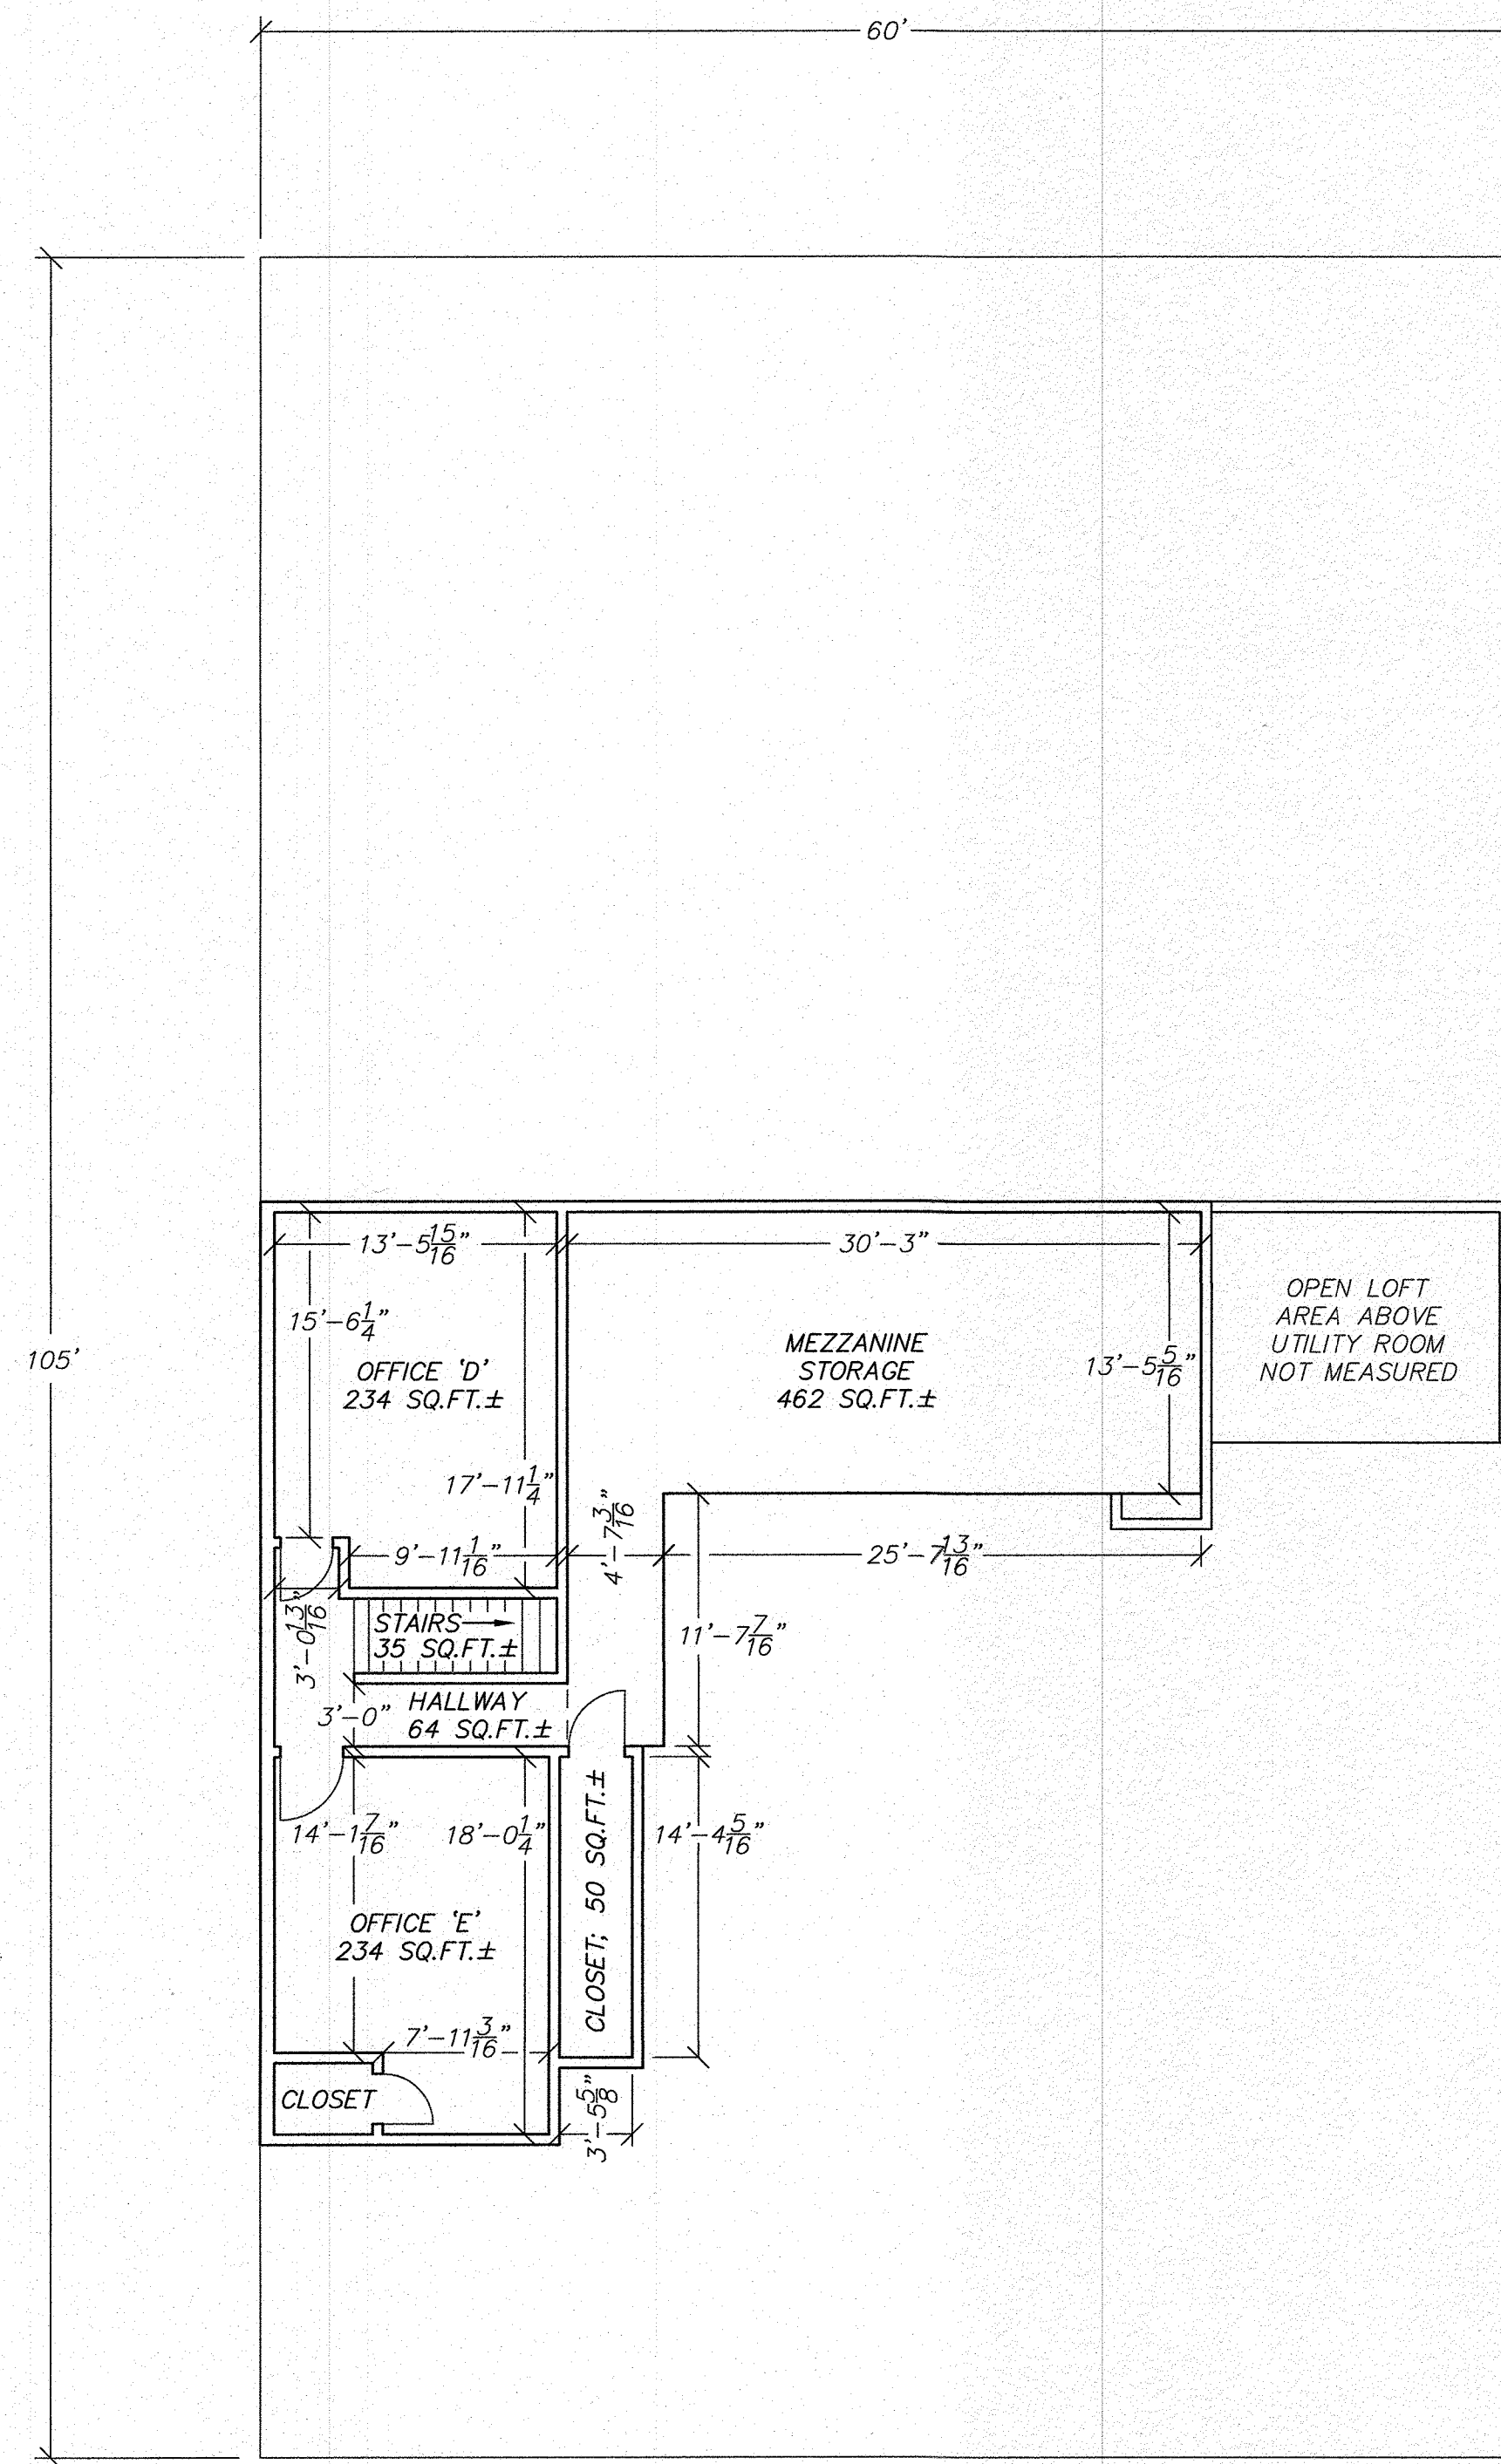 60'
105'
13'-5 15/16"
30'-3"
15'-6 1/4"
OFFICE 'D'
234 SQ.FT.±
17'-11 1/4"
MEZZANINE
STORAGE
462 SQ.FT.±
13'-5 5/16"
OPEN LOFT
AREA ABOVE
UTILITY ROOM
NOT MEASURED
9'-11 1/16"
4'-7 3/16"
25'-7 13/16"
3'-0 13/16"
STAIRS
35 SQ.FT.±
11'-7 7/16"
3'-0"
HALLWAY
64 SQ.FT.±
14'-1 7/16"
18'-0 1/4"
CLOSET; 50 SQ.FT.±
14'-4 5/16"
OFFICE 'E'
234 SQ.FT.±
7'-11 3/16"
CLOSET
3'-5 5/8"